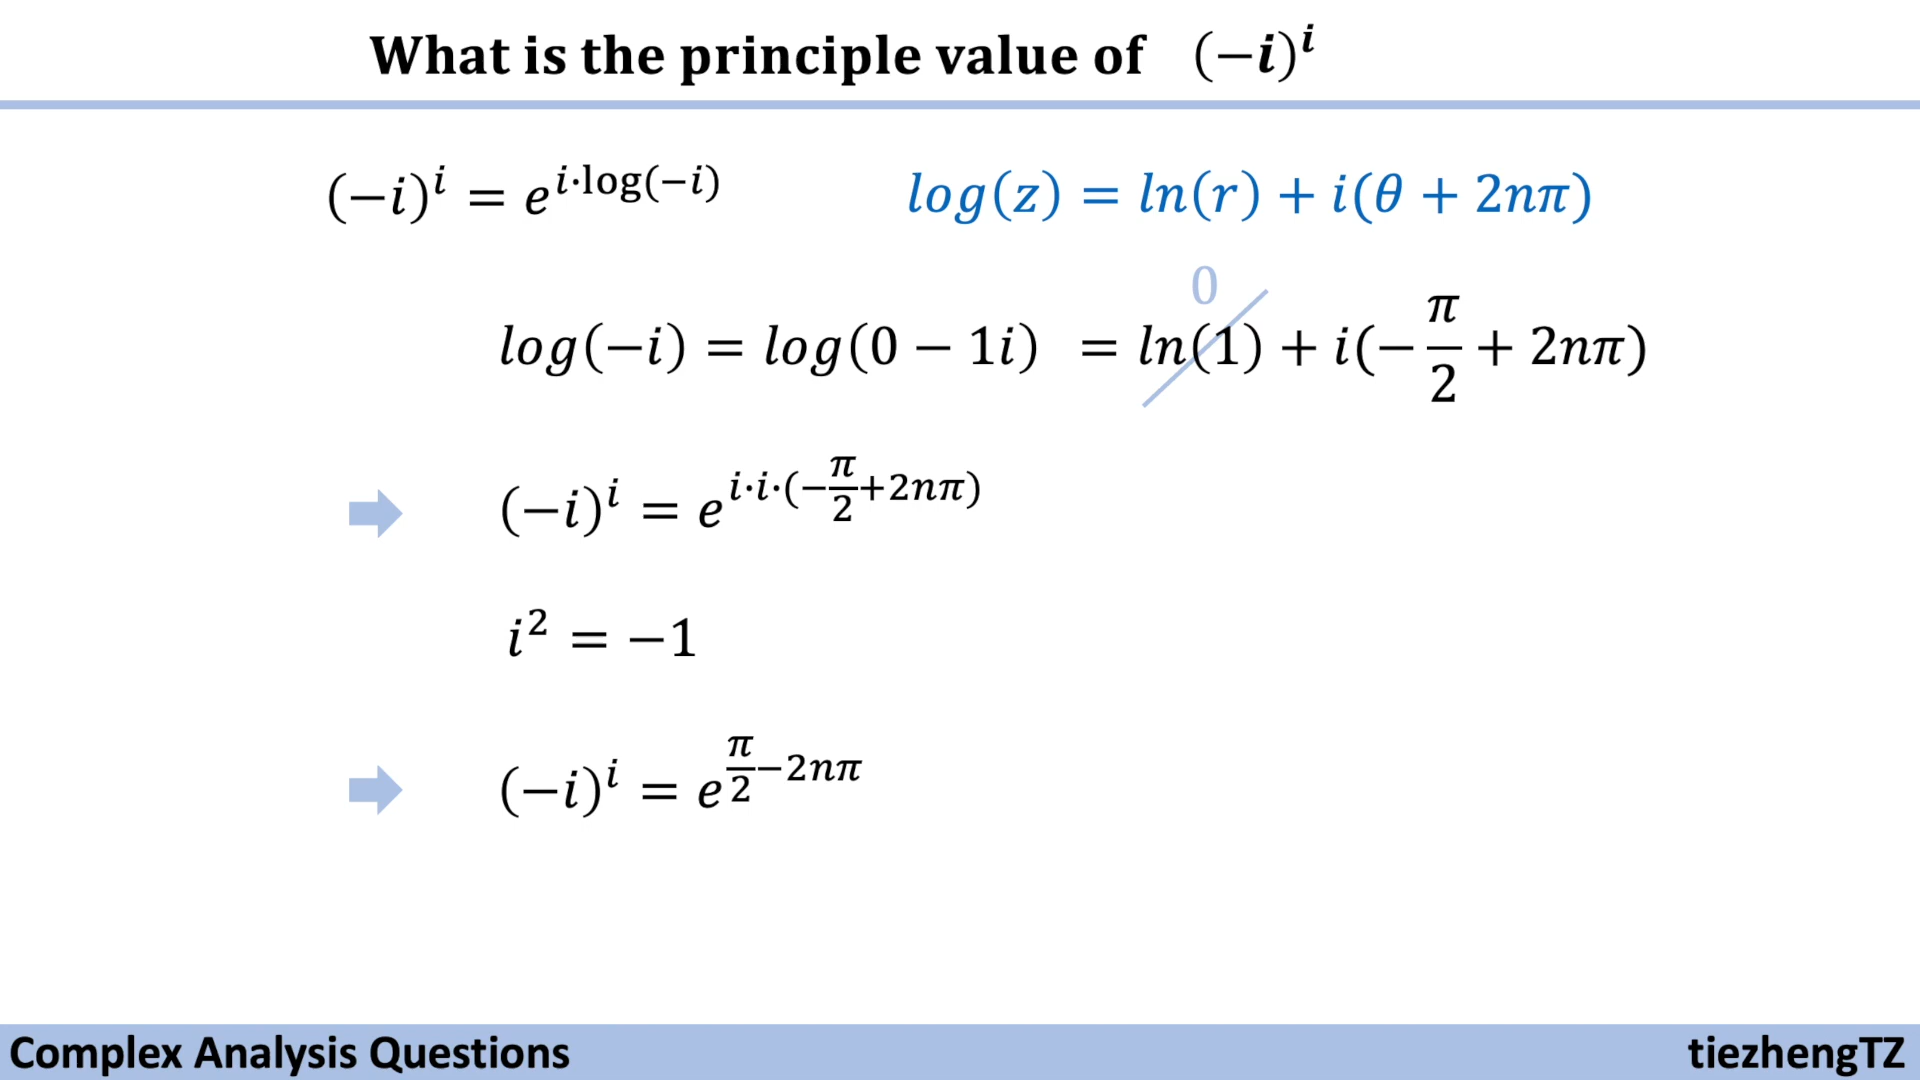 What is the principle value of (−i)^i
(−i)^i = e^{i·log(−i)} log(z) = ln(r) + i(θ + 2nπ)
0
log(−i) = log(0 − 1i) = ln(1) + i(−π/2 + 2nπ)
(−i)^i = e^{i·i·(−π/2+2nπ)}
i² = −1
(−i)^i = e^{π/2−2nπ}
Complex Analysis Questions tiezhengTZ